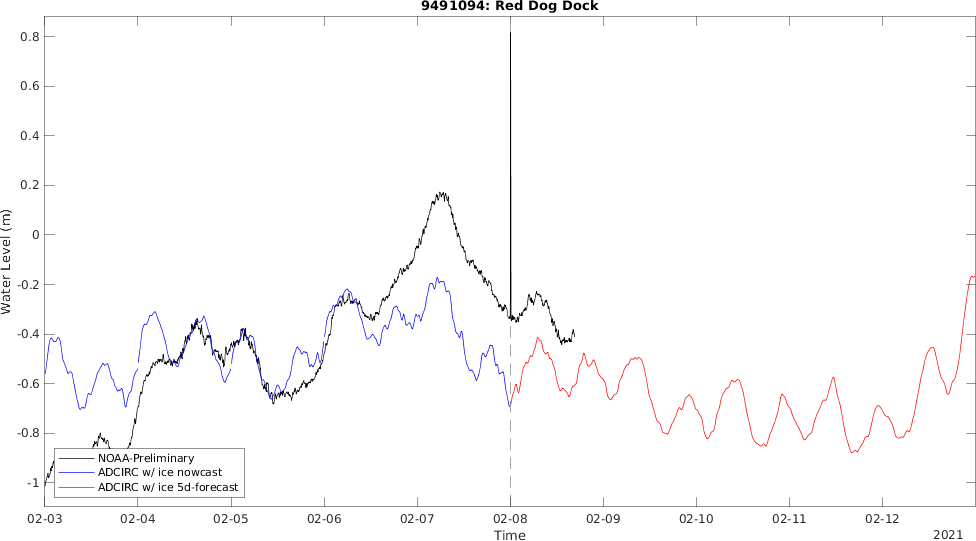 9491094: Red Dog Dock
0.8
0.6
0.4
0.2
0
-0.2
-0.4
-0.6
-0.8
-1
Water Level (m)
NOAA-Preliminary
ADCIRC w/ ice nowcast
ADCIRC w/ ice 5d-forecast
02-03 02-04 02-05 02-06 02-07 02-08 02-09 02-10 02-11 02-12
Time
2021